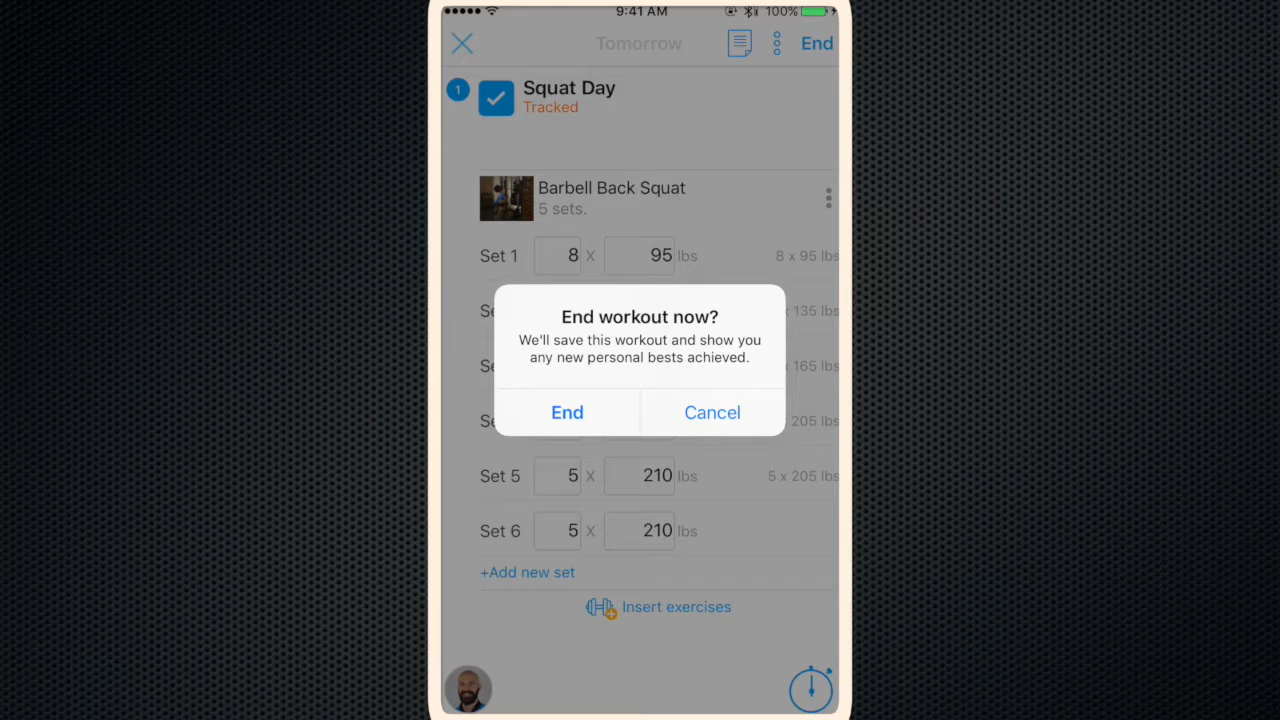 9:41 AM 100%
Tomorrow End
1 Squat Day
Tracked
Barbell Back Squat
5 sets.
Set 1 8 X 95 lbs 8 x 95 lbs
135 lbs
End workout now?
We'll save this workout and show you
any new personal bests achieved.
165 lbs
End Cancel
205 lbs
Set 5 5 X 210 lbs 5 x 205 lbs
Set 6 5 X 210 lbs
+Add new set
Insert exercises